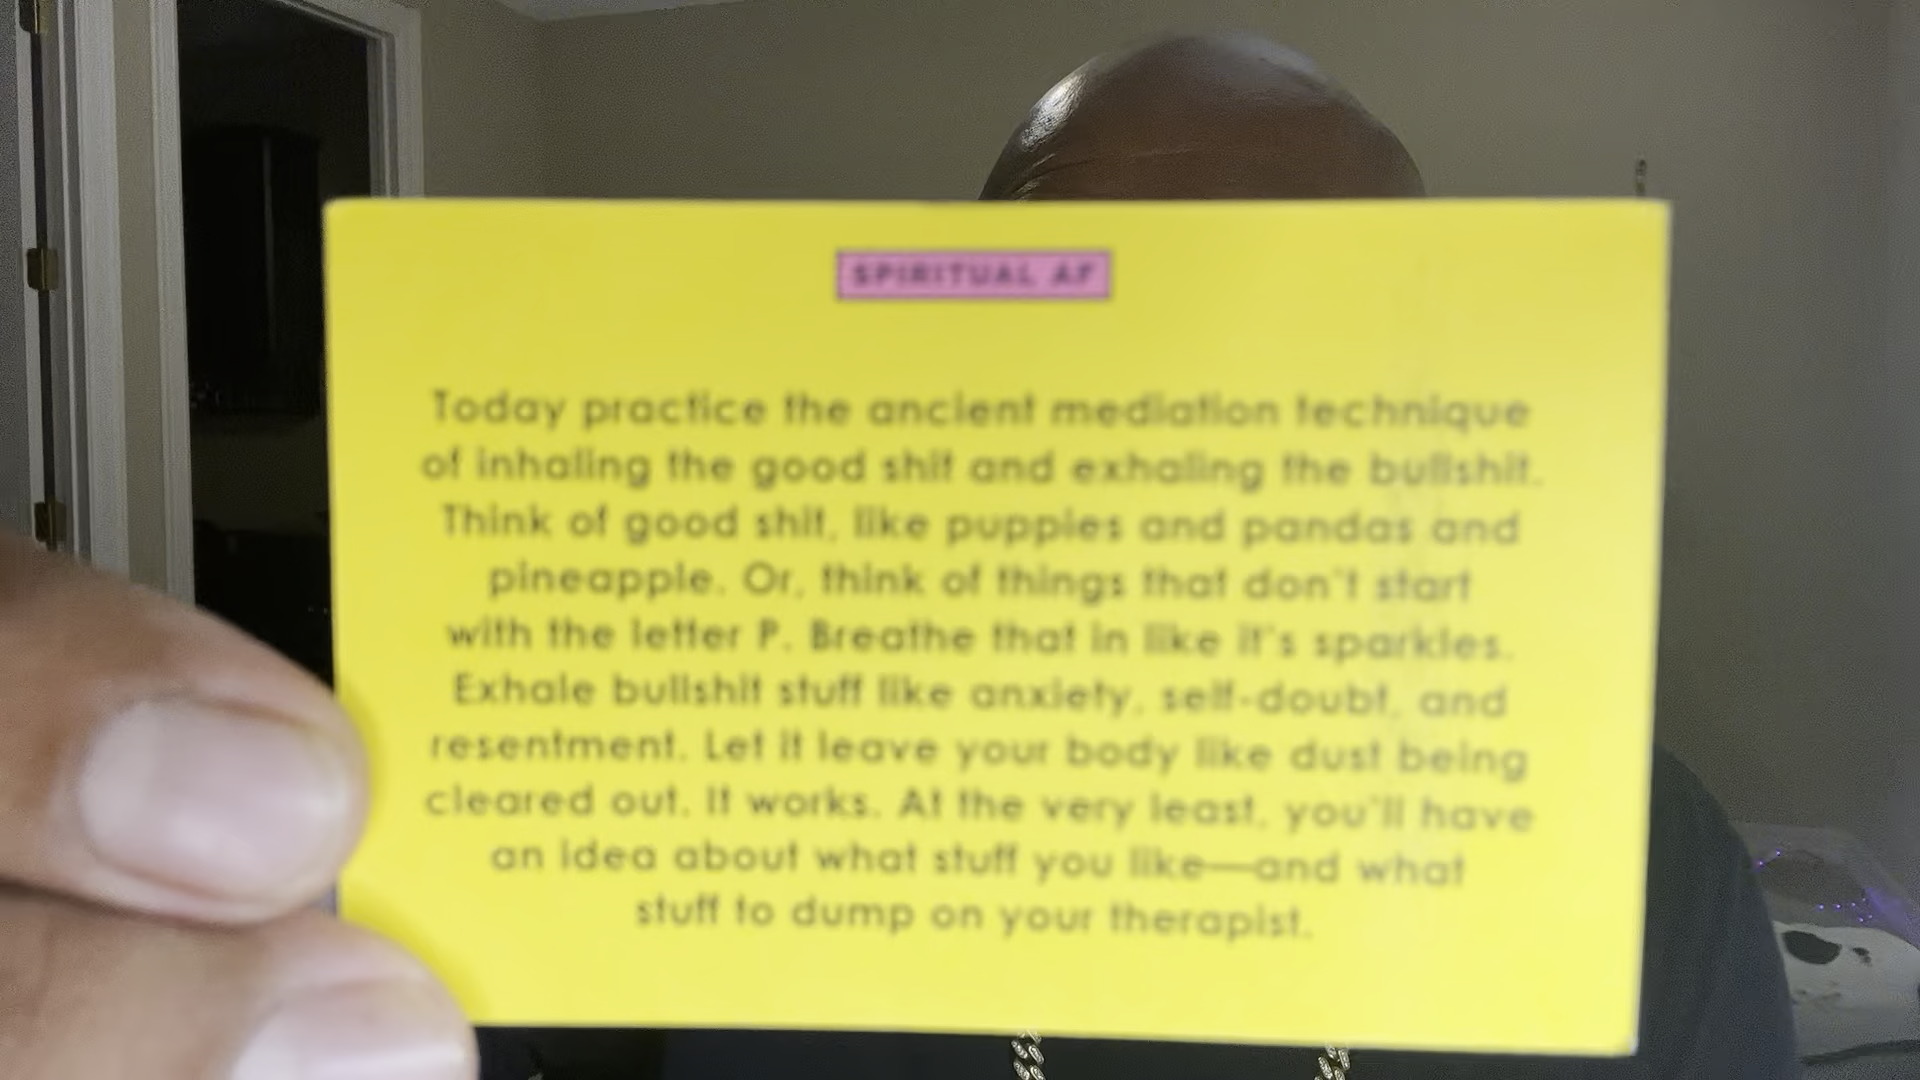 SPIRITUAL AF
Today practice the ancient mediation technique
of inhaling the good shit and exhaling the bullshit.
Think of good shit, like puppies and pandas and
pineapple. Or, think of things that don't start
with the letter P. Breathe that in like it's sparkles.
Exhale bullshit stuff like anxiety, self-doubt, and
resentment. Let it leave your body like dust being
cleared out. It works. At the very least, you'll have
an idea about what stuff you like—and what
stuff to dump on your therapist.